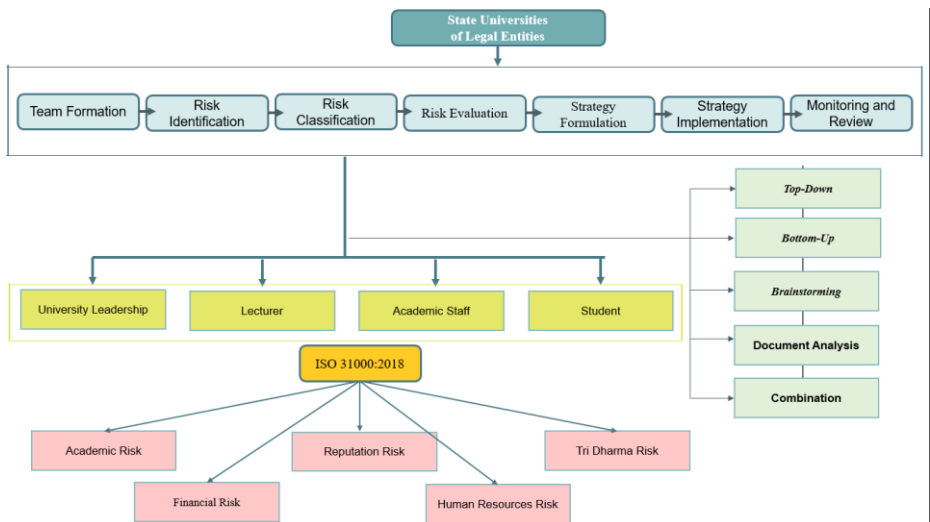 State Universities
of Legal Entities
Team Formation
Risk
Identification
Risk
Classification
Risk Evaluation
Strategy
Formulation
Strategy
Implementation
Monitoring and
Review
Top-Down
Bottom-Up
Brainstorming
Document Analysis
Combination
University Leadership
Lecturer
Academic Staff
Student
ISO 31000:2018
Academic Risk
Reputation Risk
Tri Dharma Risk
Financial Risk
Human Resources Risk